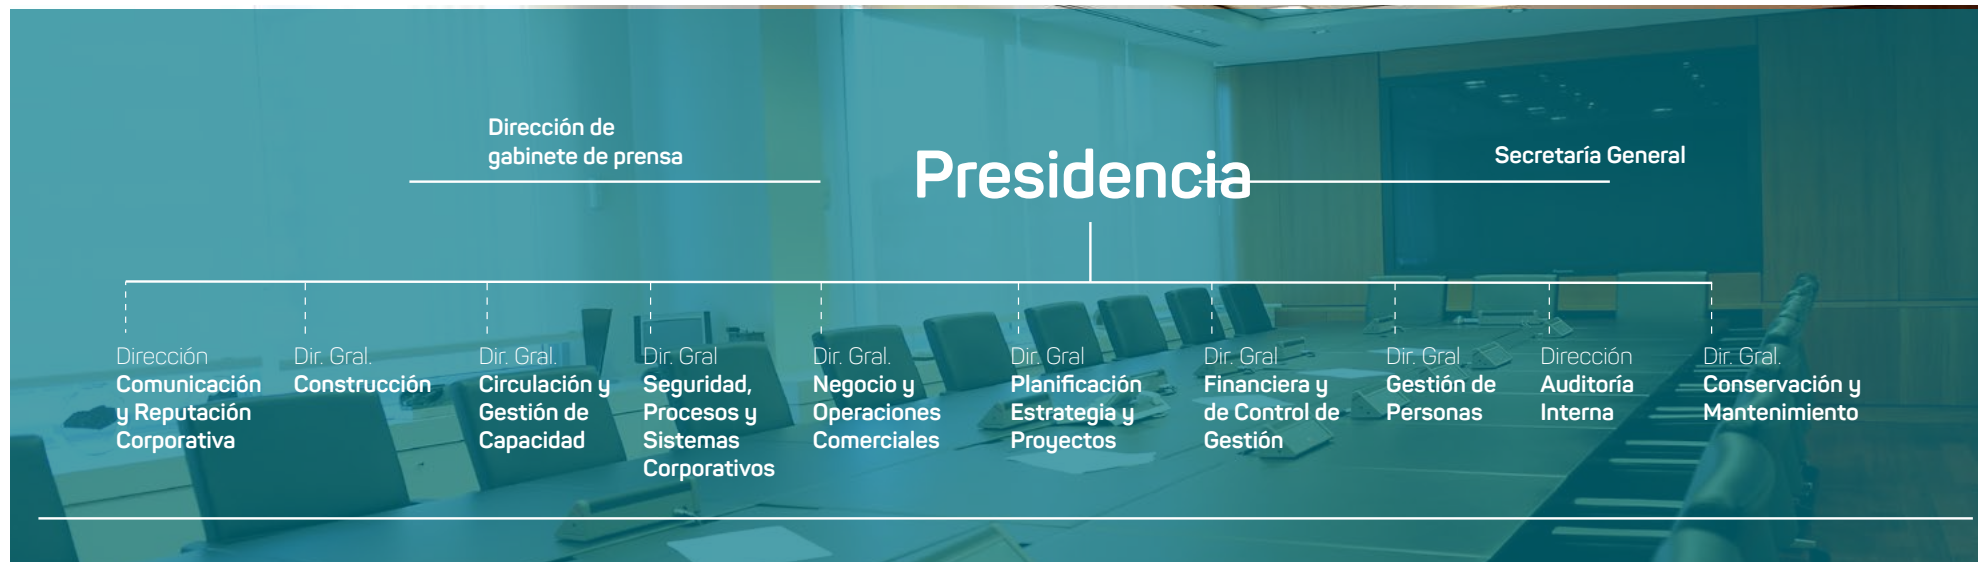 Dirección de
gabinete de prensa
Presidencia
Secretaría General
Dirección
Comunicación
y Reputación
Corporativa
Dir. Gral.
Construcción
Dir. Gral.
Circulación y
Gestión de
Capacidad
Dir. Gral
Seguridad,
Procesos y
Sistemas
Corporativos
Dir. Gral.
Negocio y
Operaciones
Comerciales
Dir. Gral
Planificación
Estrategia y
Proyectos
Dir. Gral
Financiera y
de Control de
Gestión
Dir. Gral
Gestión de
Personas
Dirección
Auditoría
Interna
Dir. Gral.
Conservación y
Mantenimiento